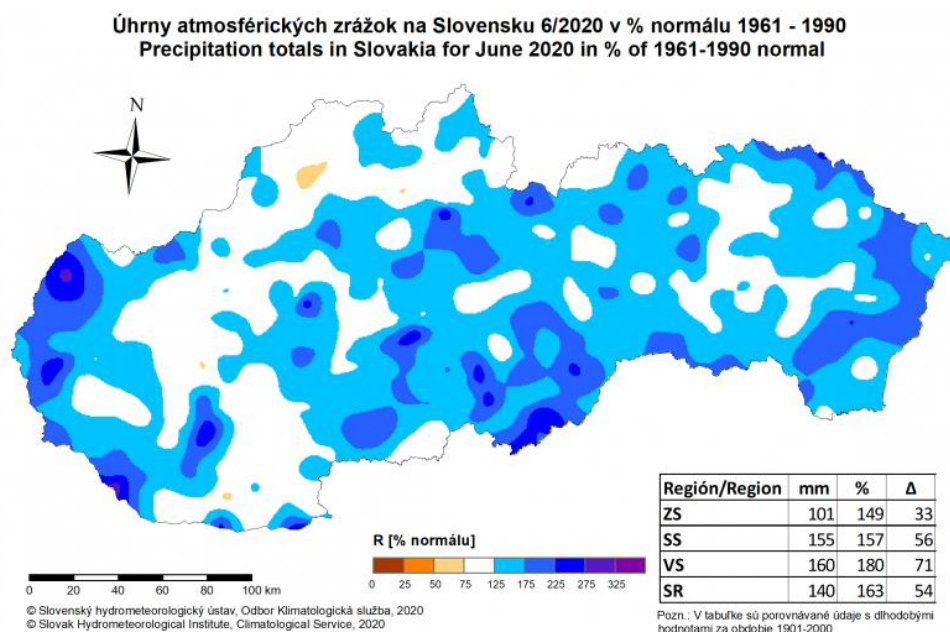 Úhrny atmosférických zrážok na Slovensku 6/2020 v % normálu 1961 - 1990
Precipitation totals in Slovakia for June 2020 in % of 1961-1990 normal
N
Región/Region mm % Δ
ZS 101 149 33
SS 155 157 56
VS 160 180 71
SR 140 163 54
R [% normálu]
0 25 50 75 125 175 225 275 325
0 20 40 60 80 100 km
© Slovenský hydrometeorologický ústav, Odbor Klimatologická služba, 2020
© Slovak Hydrometeorological Institute, Climatological Service, 2020
Pozn.: V tabuľke sú porovnávané údaje s dlhodobými
hodnotami za obdobie 1901-2000